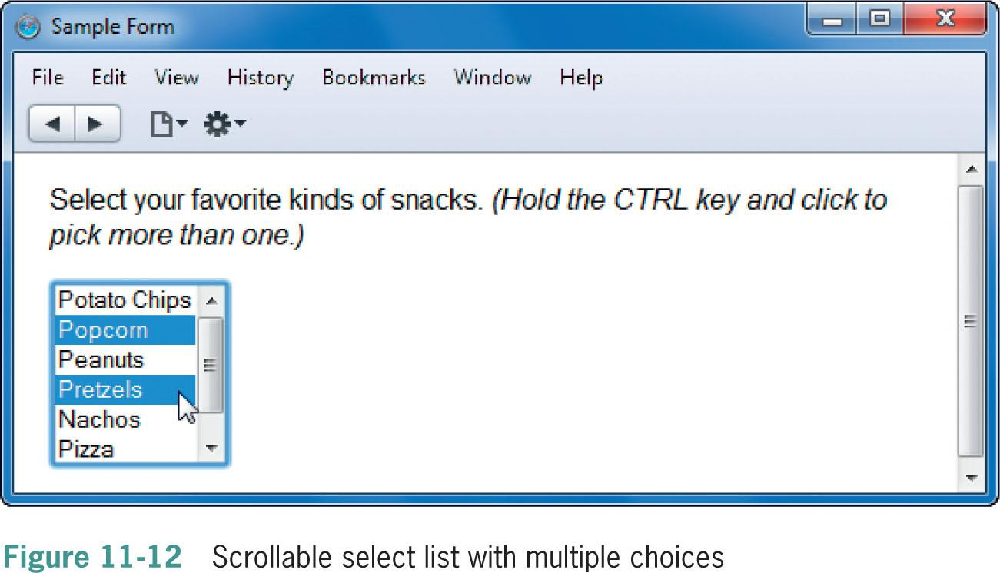 Sample Form
File Edit View History Bookmarks Window Help
Select your favorite kinds of snacks. (Hold the CTRL key and click to
pick more than one.)
Potato Chips
Popcorn
Peanuts
Pretzels
Nachos
Pizza
Figure 11-12 Scrollable select list with multiple choices